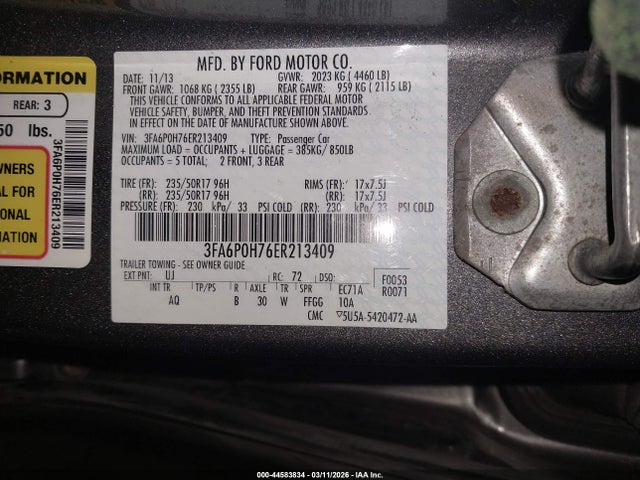 ORMATION
REAR: 3
50 lbs.
WNERS
AL FOR
IONAL
MATION
3FA6P0H76ER213409
MFD. BY FORD MOTOR CO.
DATE: 11/13 GVWR: 2023 KG ( 4460 LB)
FRONT GAWR: 1068 KG ( 2355 LB) REAR GAWR: 959 KG ( 2115 LB)
THIS VEHICLE CONFORMS TO ALL APPLICABLE FEDERAL MOTOR
VEHICLE SAFETY, BUMPER, AND THEFT PREVENTION STANDARDS
IN EFFECT ON THE DATE OF MANUFACTURE SHOWN ABOVE.
VIN: 3FA6P0H76ER213409 TYPE: Passenger Car
MAXIMUM LOAD = OCCUPANTS + LUGGAGE = 385KG/ 850LB
OCCUPANTS = 5 TOTAL; 2 FRONT, 3 REAR
TIRE (FR): 235/50R17 96H RIMS (FR): 17x7.5J
(RR): 235/50R17 96H (RR): 17x7.5J
PRESSURE (FR): 230 kPa/ 33 PSI COLD (RR): 230 kPa/ 33 PSI COLD
3FA6P0H76ER213409
TRAILER TOWING - SEE OWNER GUIDE
EXT PNT: UJ RC: 72 DSO: F0053
INT TR TP/PS R AXLE TR SPR EC71A R0071
AQ B 30 W FFGG 10A
CMC ▽5U5A-5420472-AA
000-44583834 - 03/11/2026 - IAA Inc.